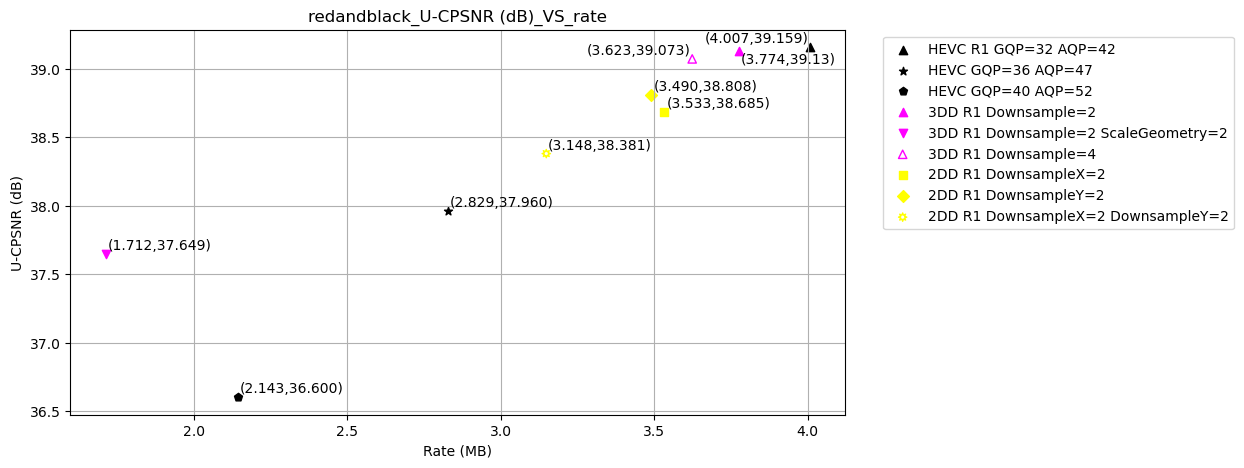 redandblack_U-CPSNR (dB)_VS_rate
(4.007,39.159)
(3.623,39.073)
(3.774,39.13)
(3.490,38.808)
(3.533,38.685)
(3.148,38.381)
(2.829,37.960)
(1.712,37.649)
(2.143,36.600)
39.0
38.5
38.0
37.5
37.0
36.5
U-CPSNR (dB)
2.0
2.5
3.0
3.5
4.0
Rate (MB)
HEVC R1 GQP=32 AQP=42
HEVC GQP=36 AQP=47
HEVC GQP=40 AQP=52
3DD R1 Downsample=2
3DD R1 Downsample=2 ScaleGeometry=2
3DD R1 Downsample=4
2DD R1 DownsampleX=2
2DD R1 DownsampleY=2
2DD R1 DownsampleX=2 DownsampleY=2